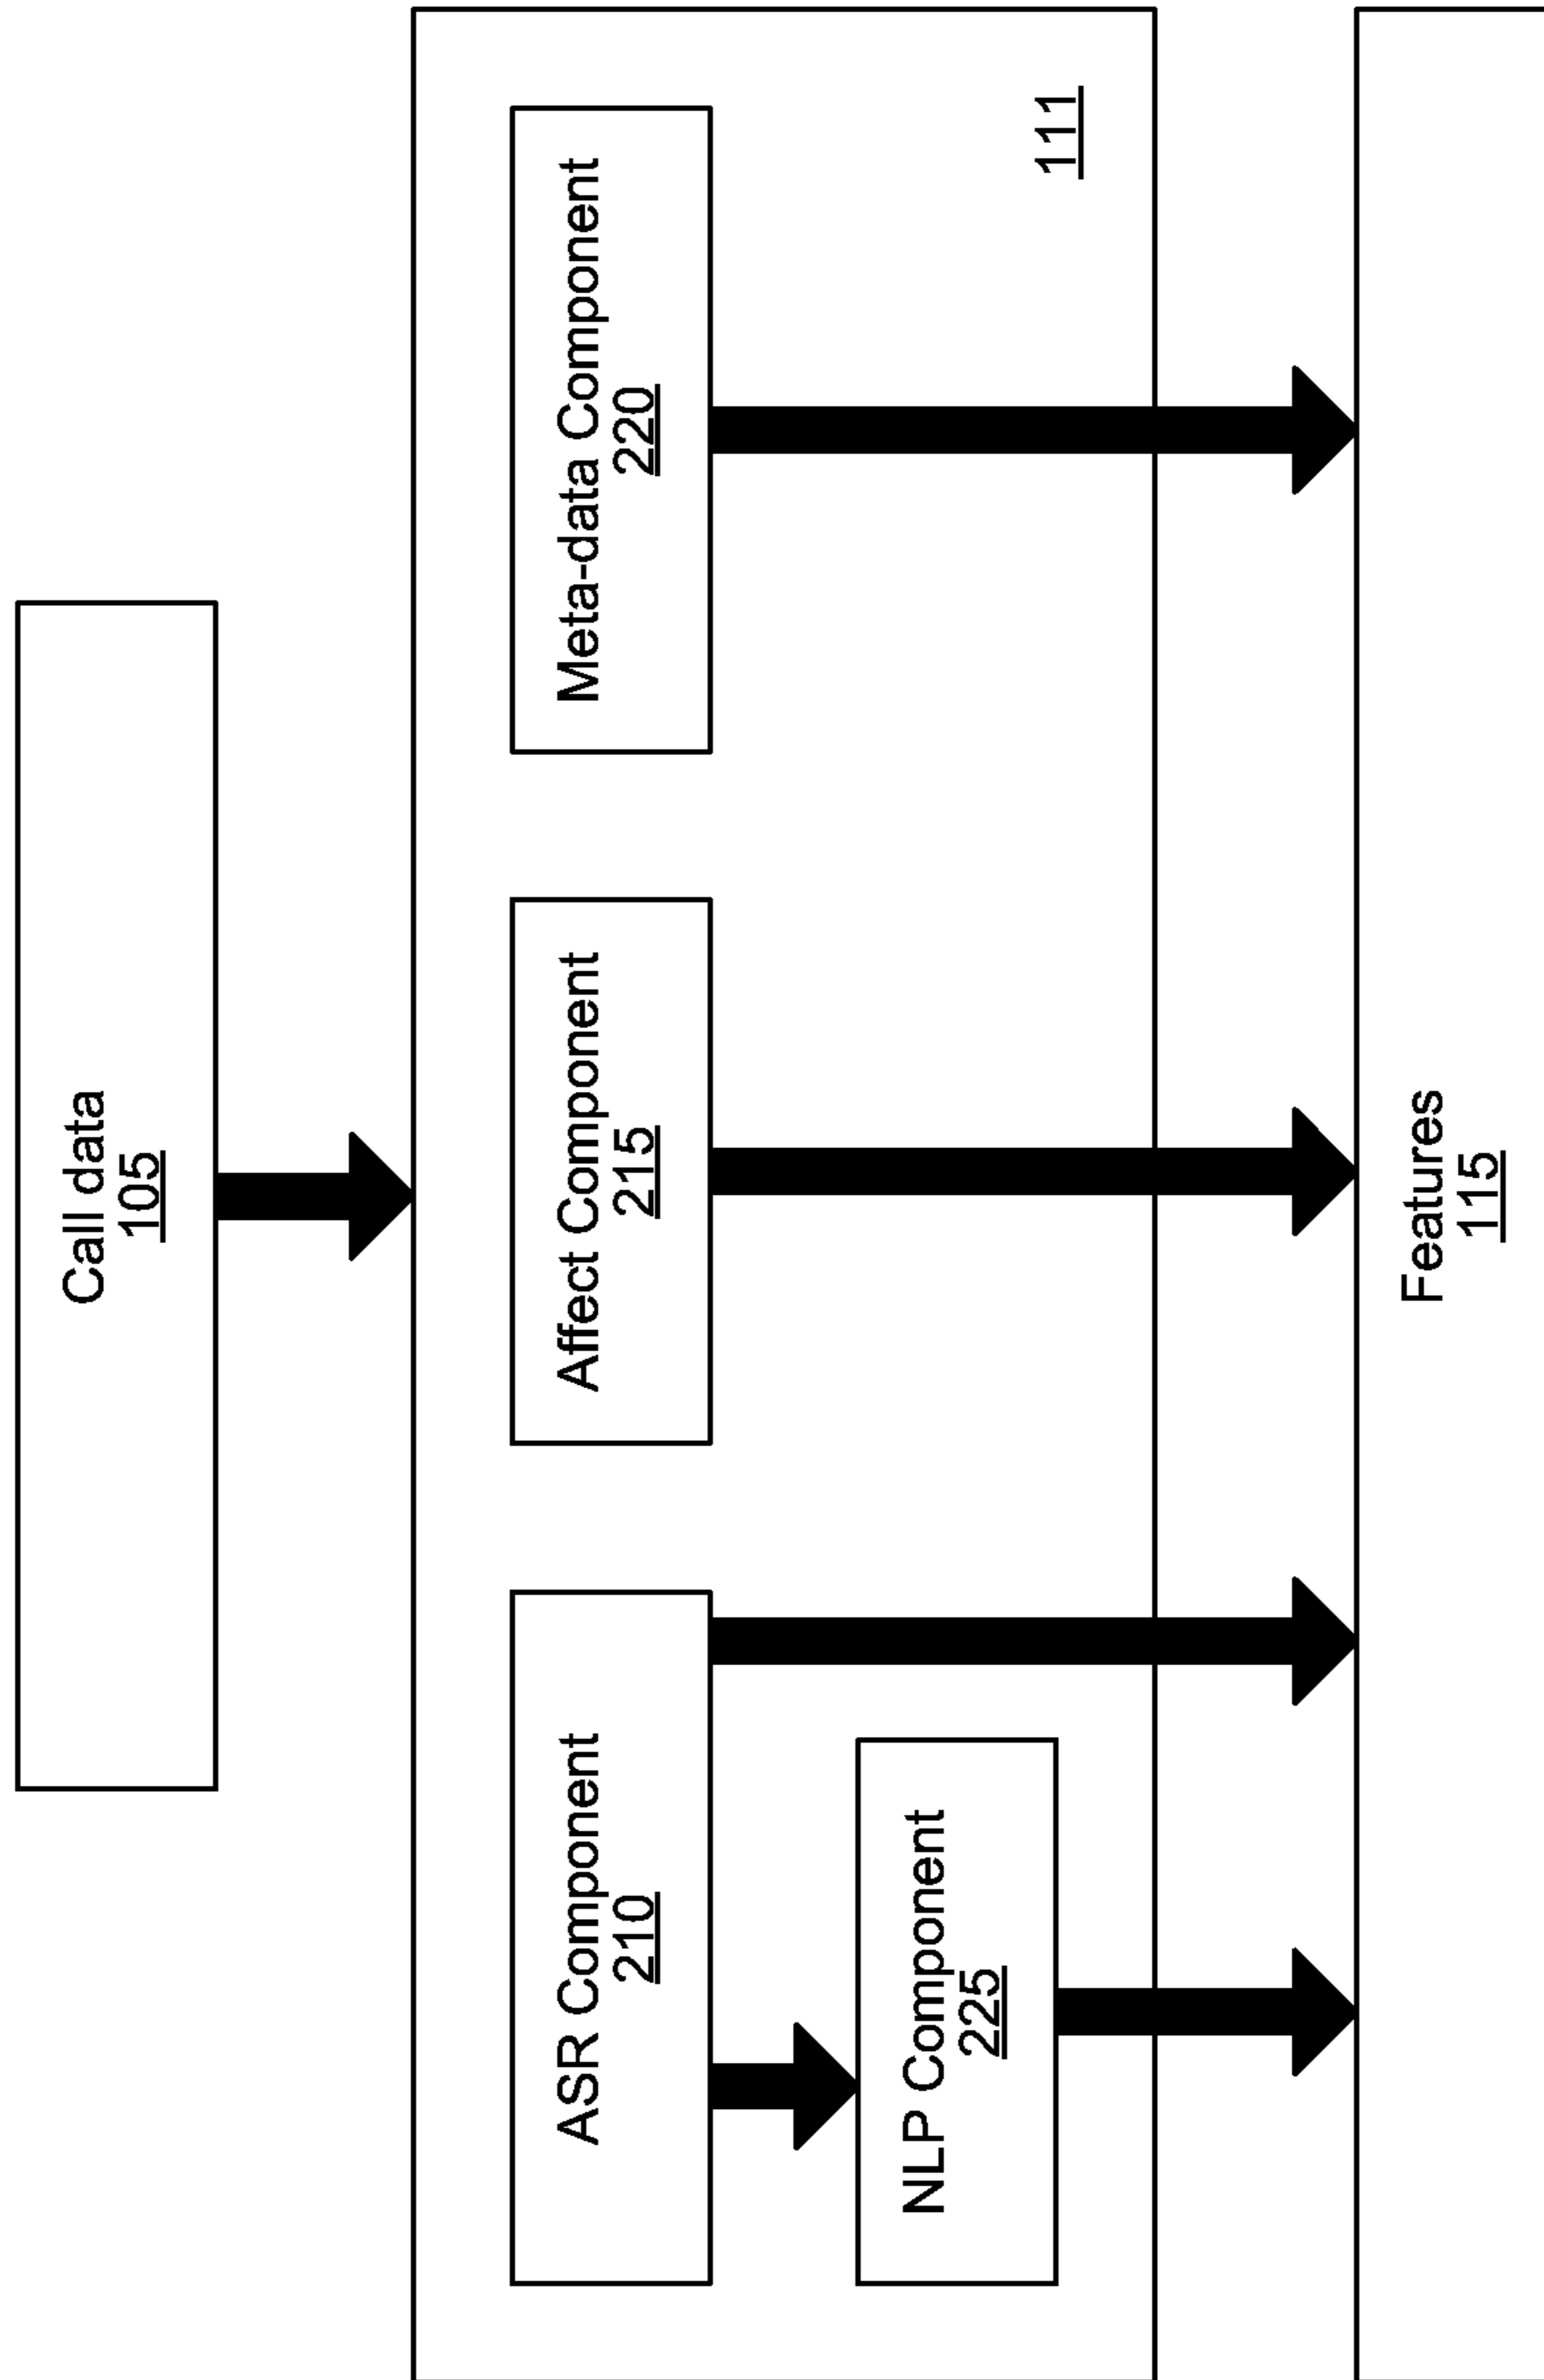 Call data
105
ASR Component
210
Affect Component
215
Meta-data Component
220
NLP Component
225
111
Features
115